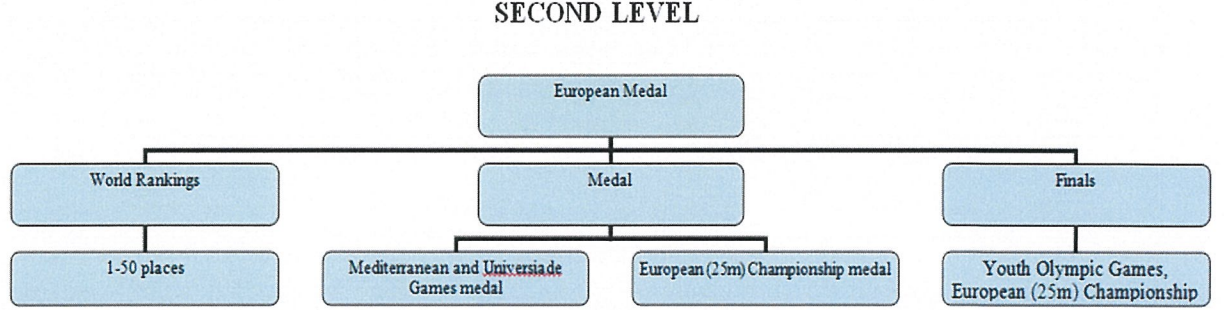 SECOND LEVEL
European Medal
World Rankings
Medal
Finals
1-50 places
Mediterranean and Universiade
Games medal
European (25m) Championship medal
Youth Olympic Games,
European (25m) Championship